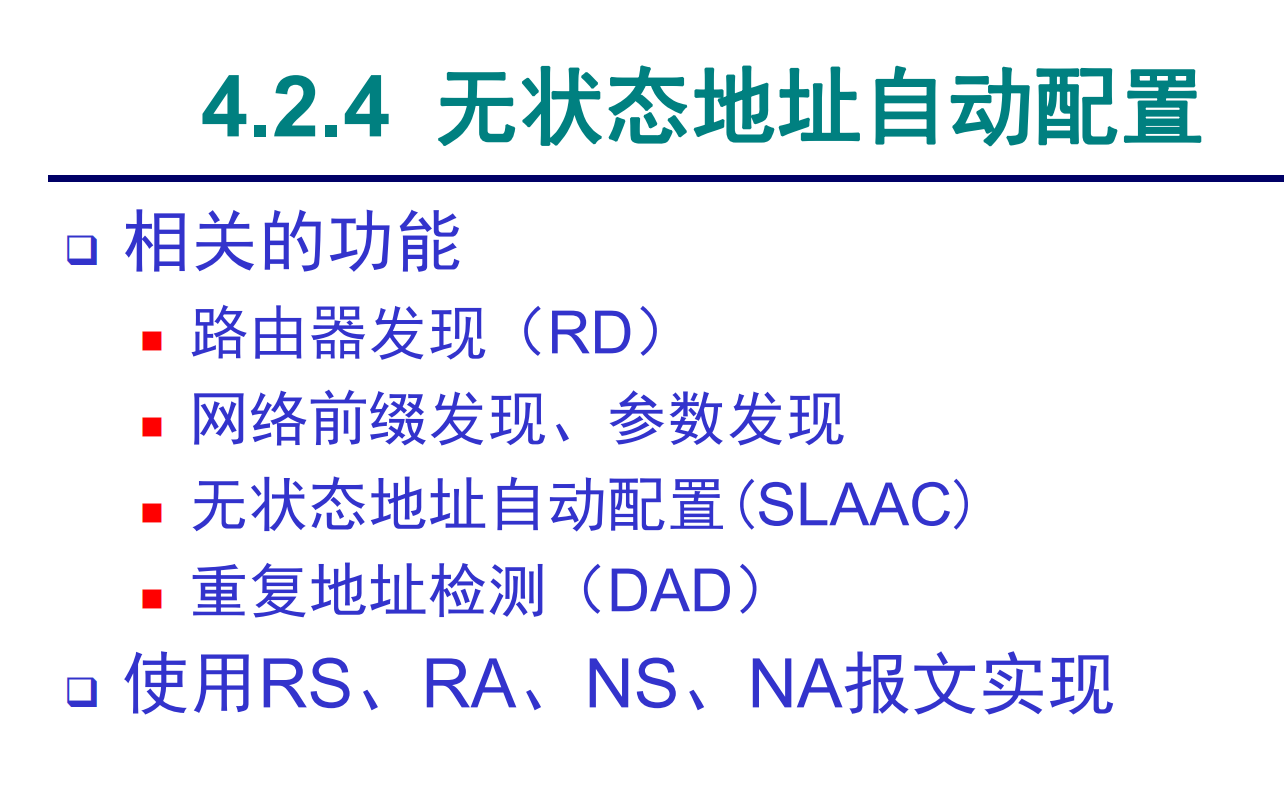 4.2.4 无状态地址自动配置
相关的功能
路由器发现（RD）
网络前缀发现、参数发现
无状态地址自动配置(SLAAC)
重复地址检测（DAD）
使用RS、RA、NS、NA报文实现